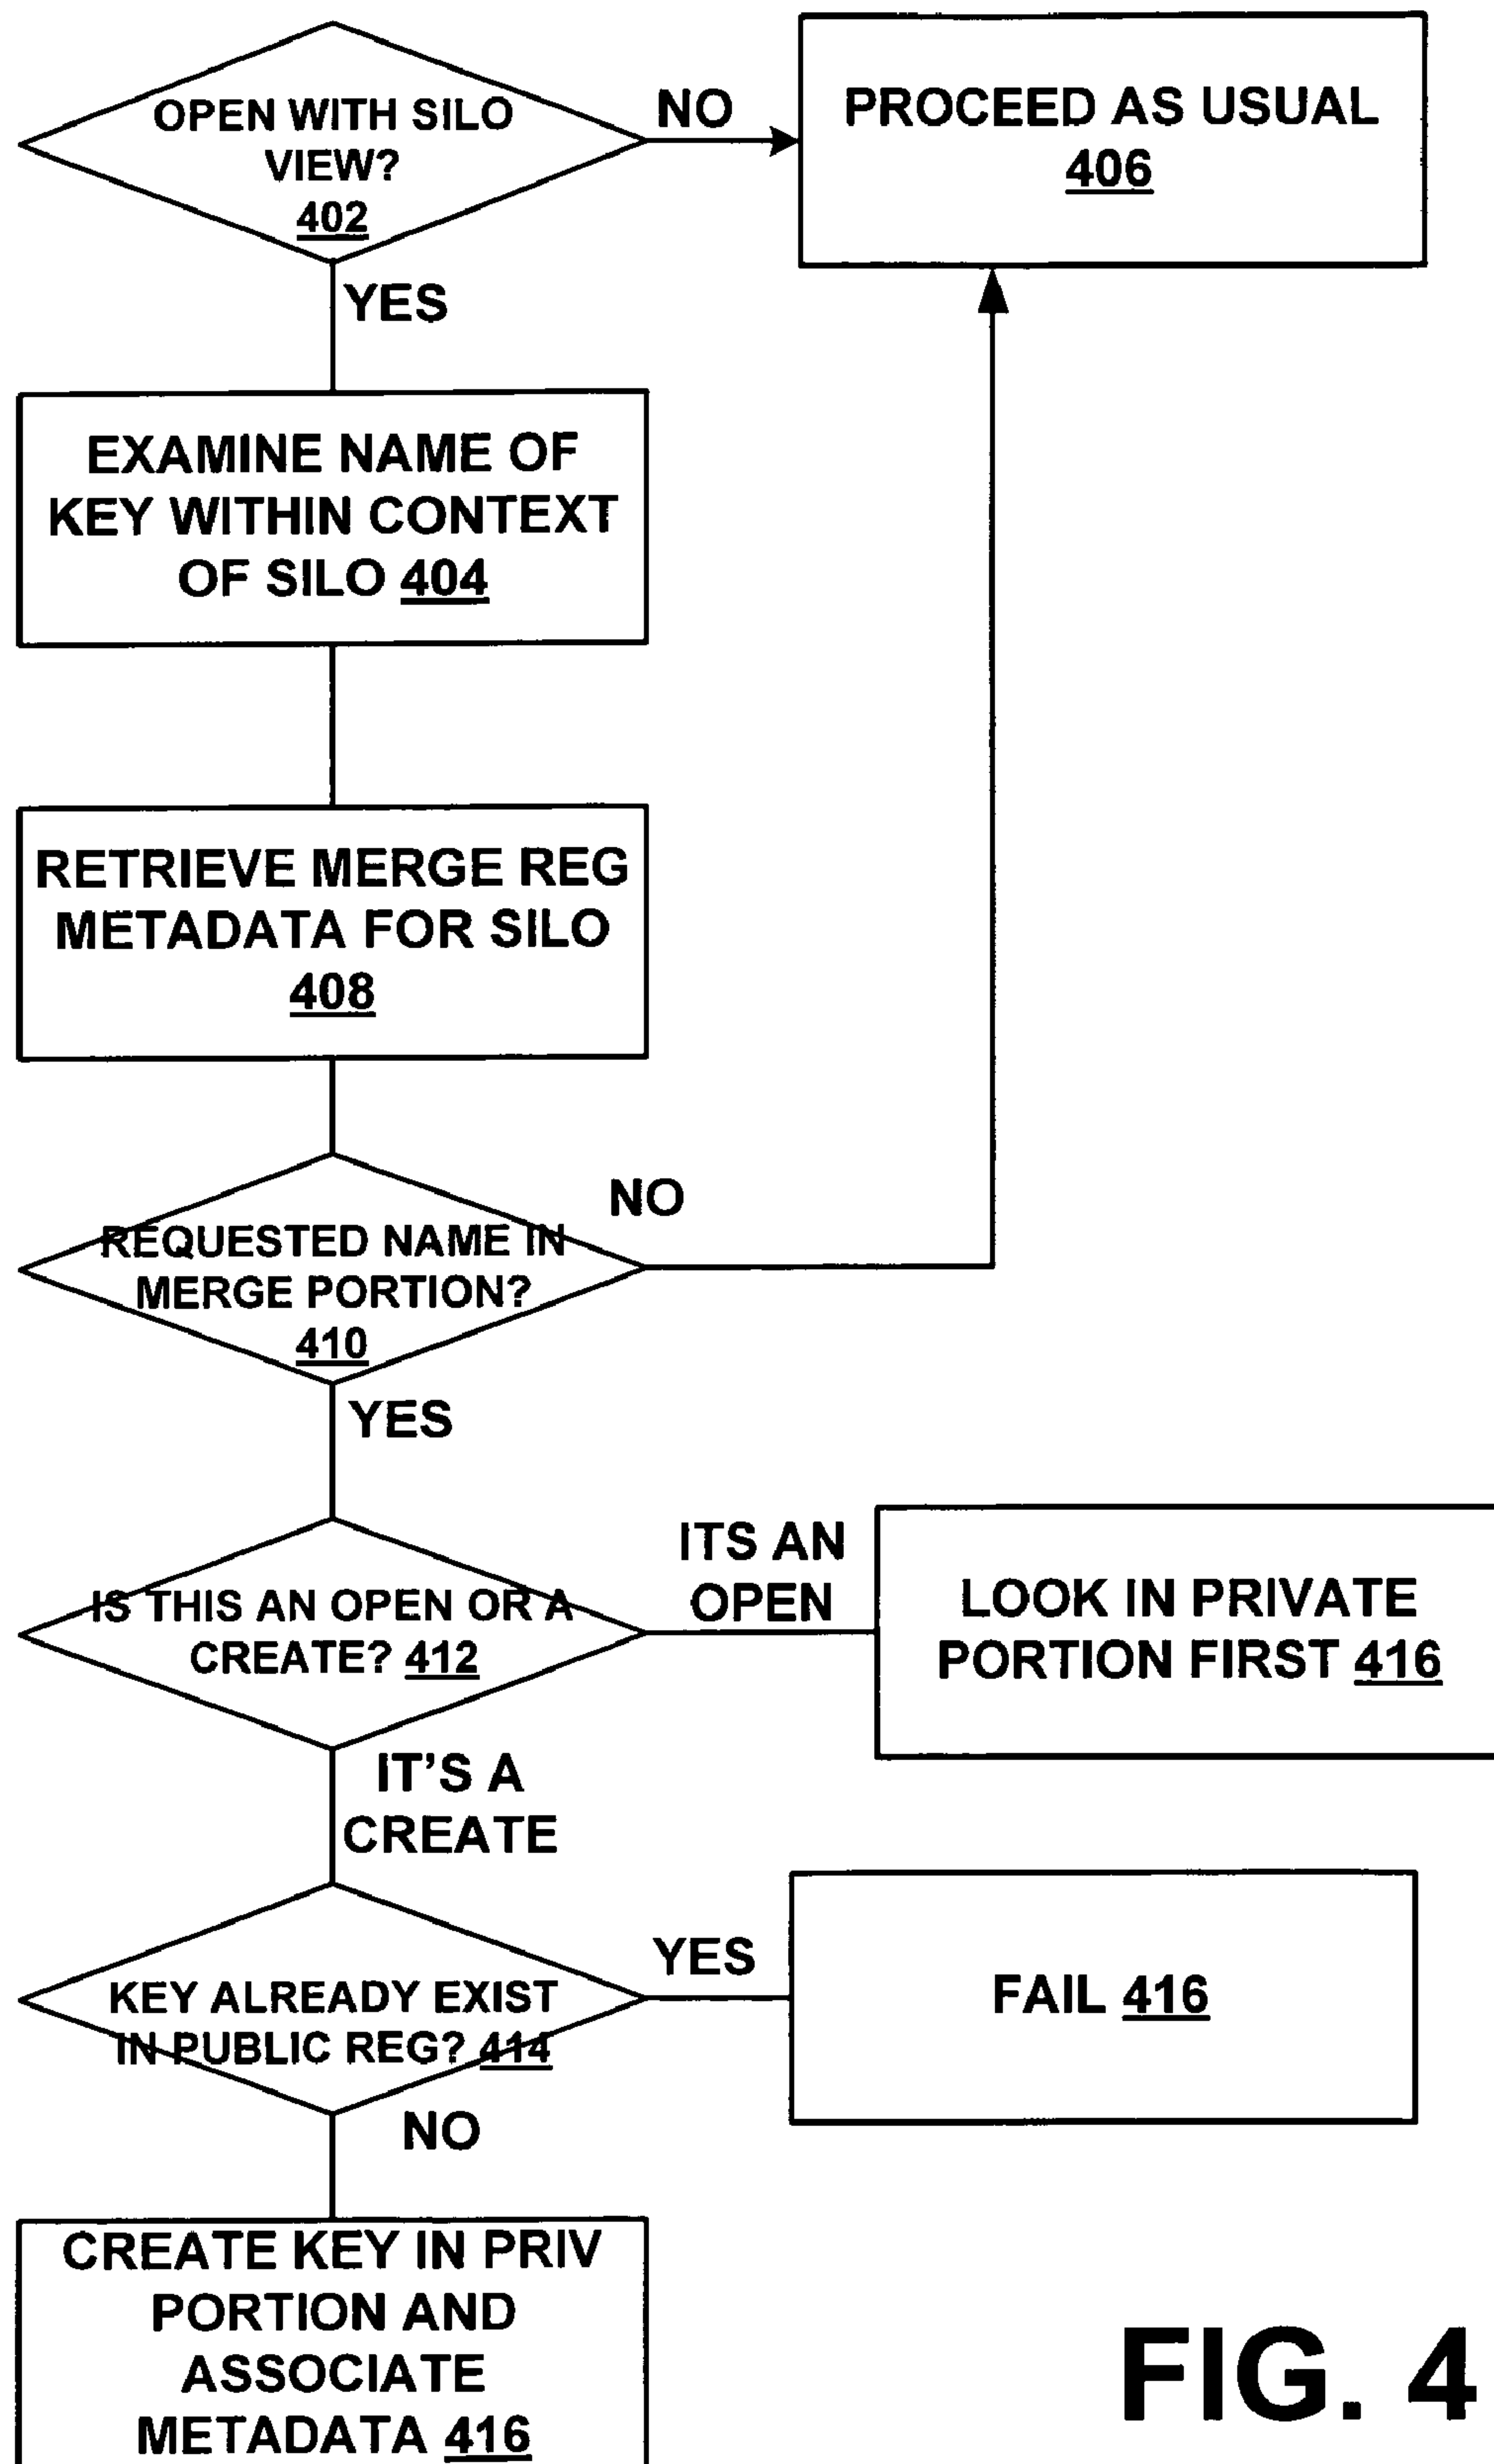 OPEN WITH SILO
VIEW?
402
NO
PROCEED AS USUAL
406
YES
EXAMINE NAME OF
KEY WITHIN CONTEXT
OF SILO 404
RETRIEVE MERGE REG
METADATA FOR SILO
408
REQUESTED NAME IN
MERGE PORTION?
410
NO
YES
IS THIS AN OPEN OR A
CREATE? 412
ITS AN
OPEN
LOOK IN PRIVATE
PORTION FIRST 416
IT'S A
CREATE
KEY ALREADY EXIST
IN PUBLIC REG? 414
YES
FAIL 416
NO
CREATE KEY IN PRIV
PORTION AND
ASSOCIATE
METADATA 416
FIG. 4